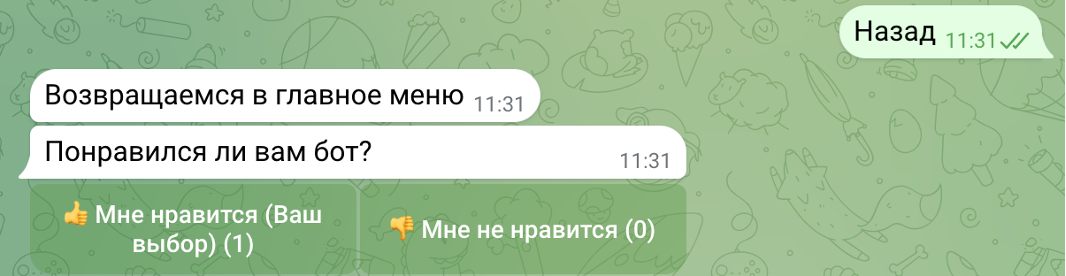 Назад 11:31
Возвращаемся в главное меню 11:31
Понравился ли вам бот? 11:31
👍 Мне нравится (Ваш
выбор) (1)
👎 Мне не нравится (0)